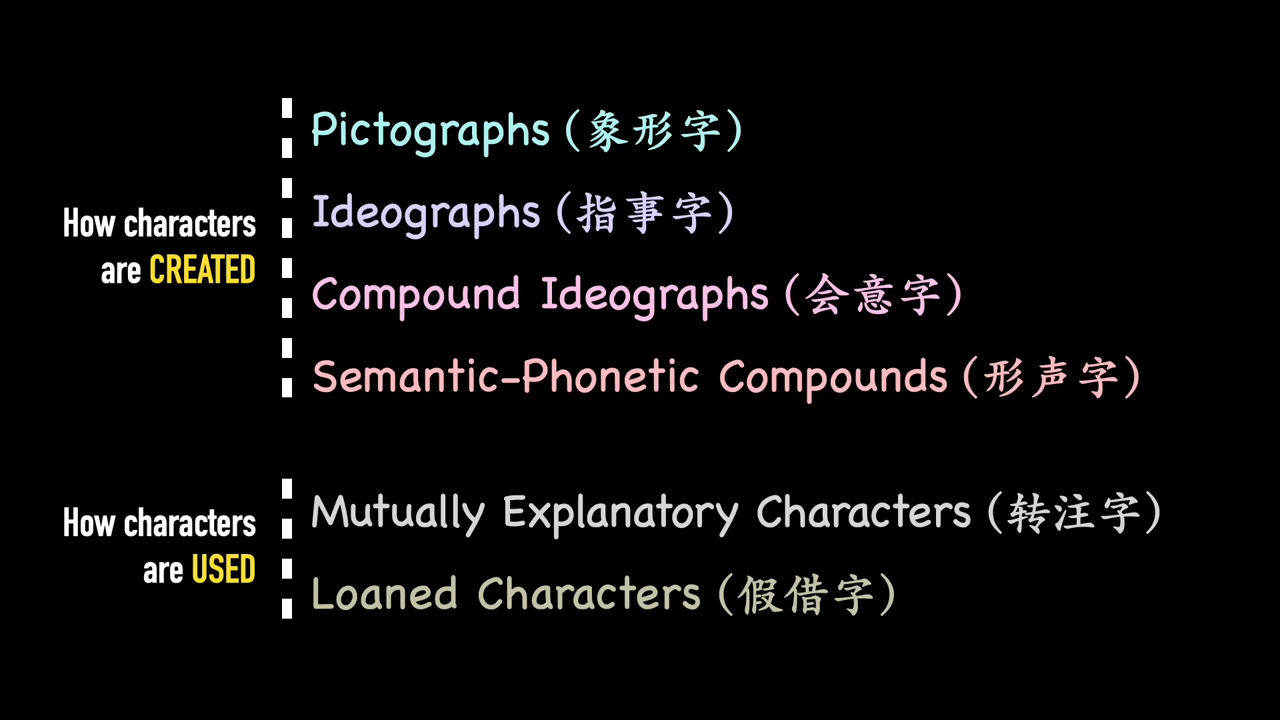 How characters
are CREATED
Pictographs (象形字)
Ideographs (指事字)
Compound Ideographs (会意字)
Semantic-Phonetic Compounds (形声字)
How characters
are USED
Mutually Explanatory Characters (转注字)
Loaned Characters (假借字)